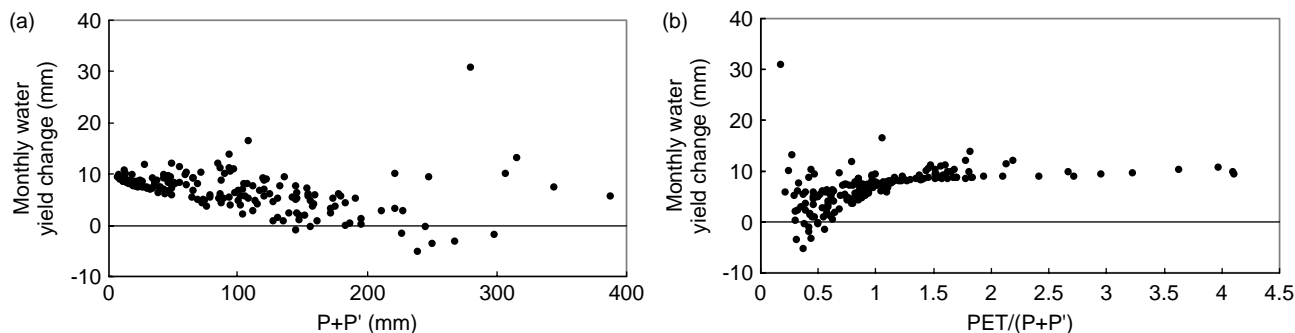 (a)
Monthly water
yield change (mm)
40
30
20
10
0
-10
0 100 200 300 400
P+P' (mm)
(b)
Monthly water
yield change (mm)
40
30
20
10
0
-10
0 0.5 1 1.5 2 2.5 3 3.5 4 4.5
PET/(P+P')